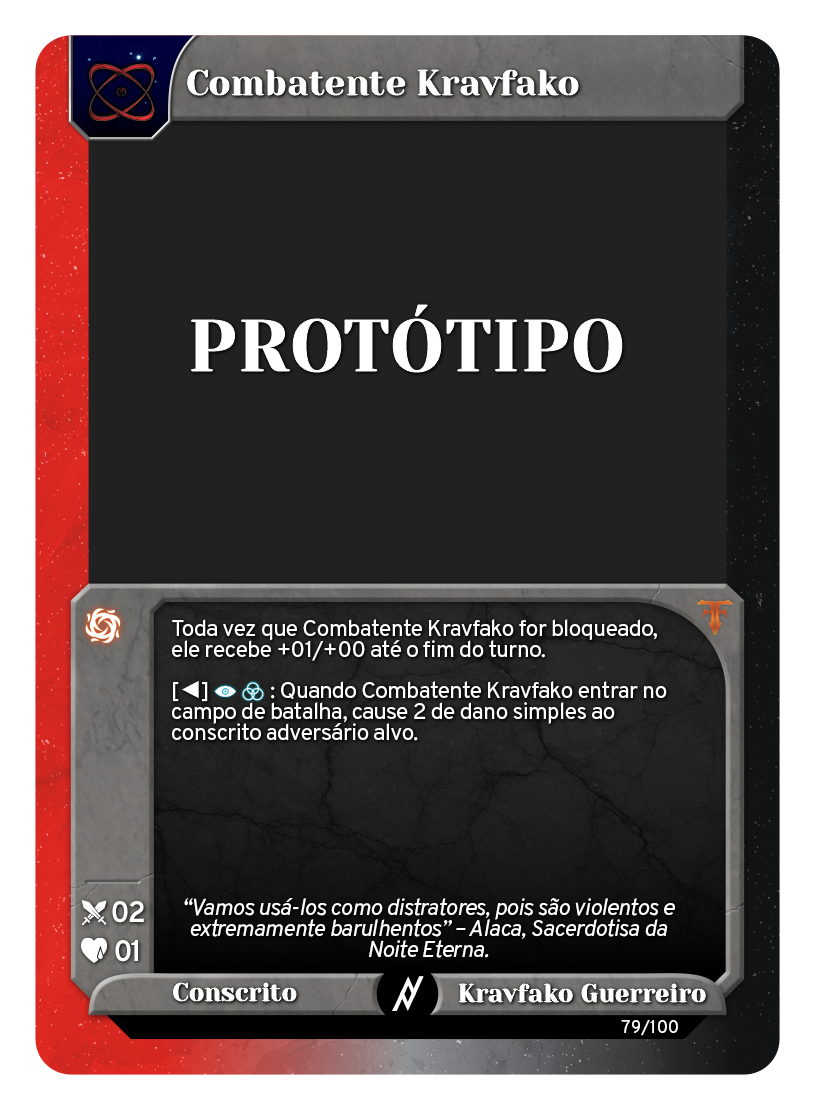 Combatente Kravfako
PROTÓTIPO
Toda vez que Combatente Kravfako for bloqueado,
ele recebe +01/+00 até o fim do turno.
[◀] : Quando Combatente Kravfako entrar no
campo de batalha, cause 2 de dano simples ao
conscrito adversário alvo.
“Vamos usá-los como distratores, pois são violentos e
extremamente barulhentos” – Alaca, Sacerdotisa da
Noite Eterna.
02
01
Conscrito
Kravfako Guerreiro
79/100